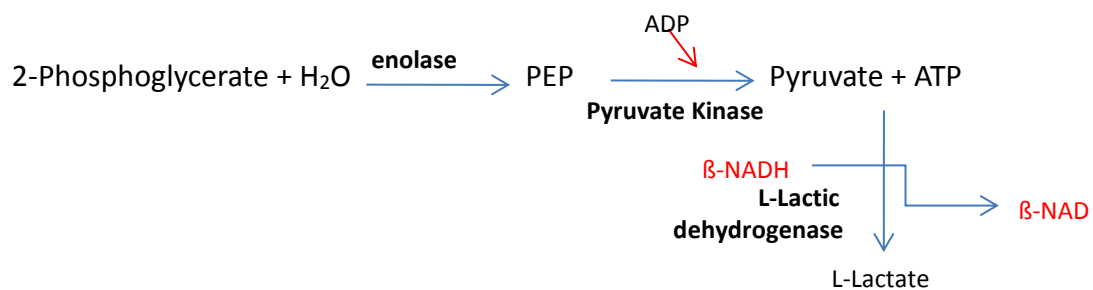 ADP
2-Phosphoglycerate + H₂O
enolase
PEP
Pyruvate Kinase
Pyruvate + ATP
ß-NADH
L-Lactic
dehydrogenase
ß-NAD
L-Lactate